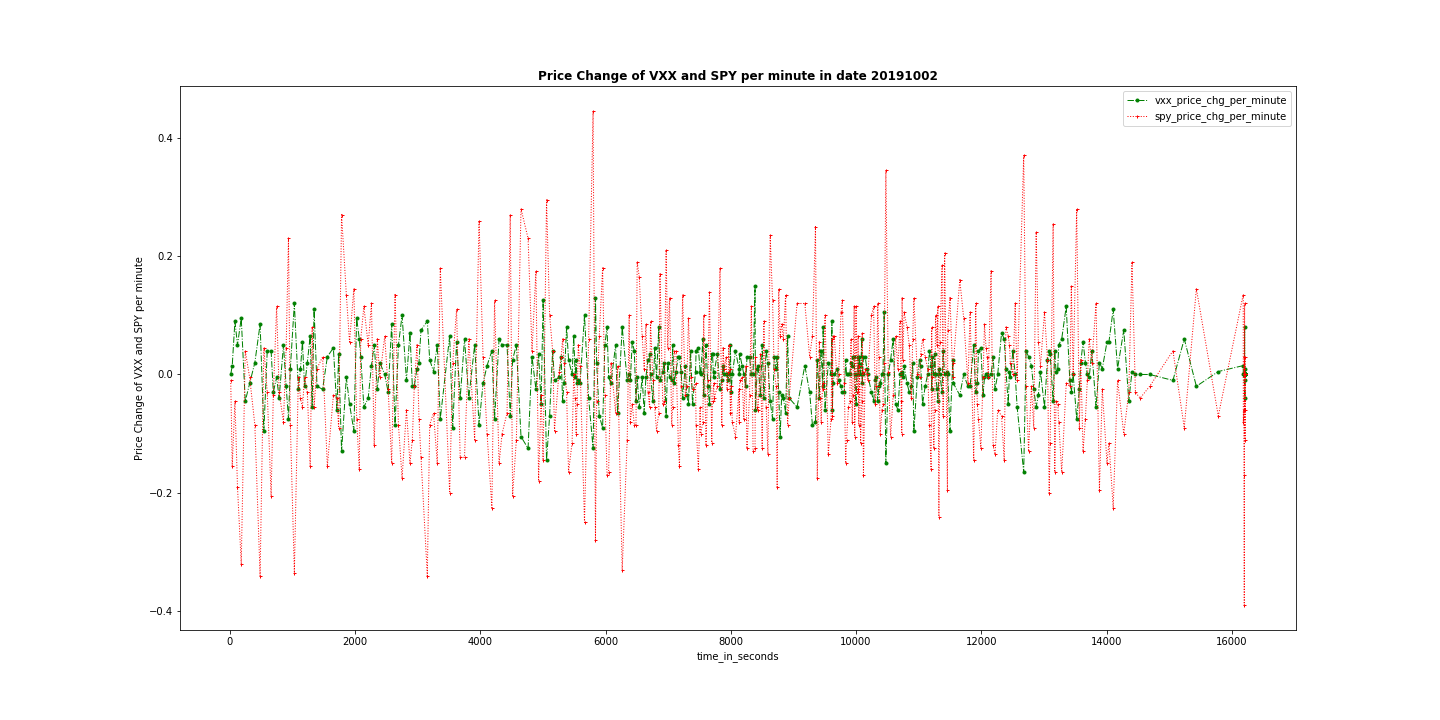 Price Change of VXX and SPY per minute in date 20191002
vxx_price_chg_per_minute
spy_price_chg_per_minute
Price Change of VXX and SPY per minute
0.4
0.2
0.0
−0.2
−0.4
0 2000 4000 6000 8000 10000 12000 14000 16000
time_in_seconds